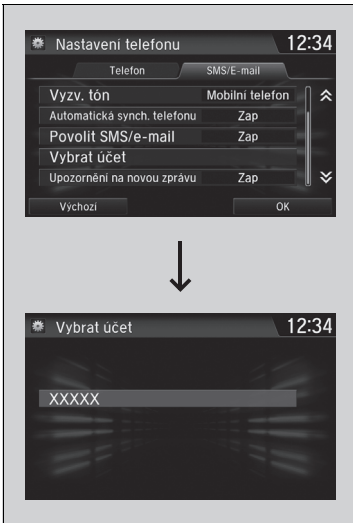 Nastavení telefonu 12:34
Telefon SMS/E-mail
Vyzv. tón Mobilní telefon
Automatická synch. telefonu Zap
Povolit SMS/e-mail Zap
Vybrat účet
Upozornění na novou zprávu Zap
Výchozí OK
Vybrat účet 12:34
XXXXX